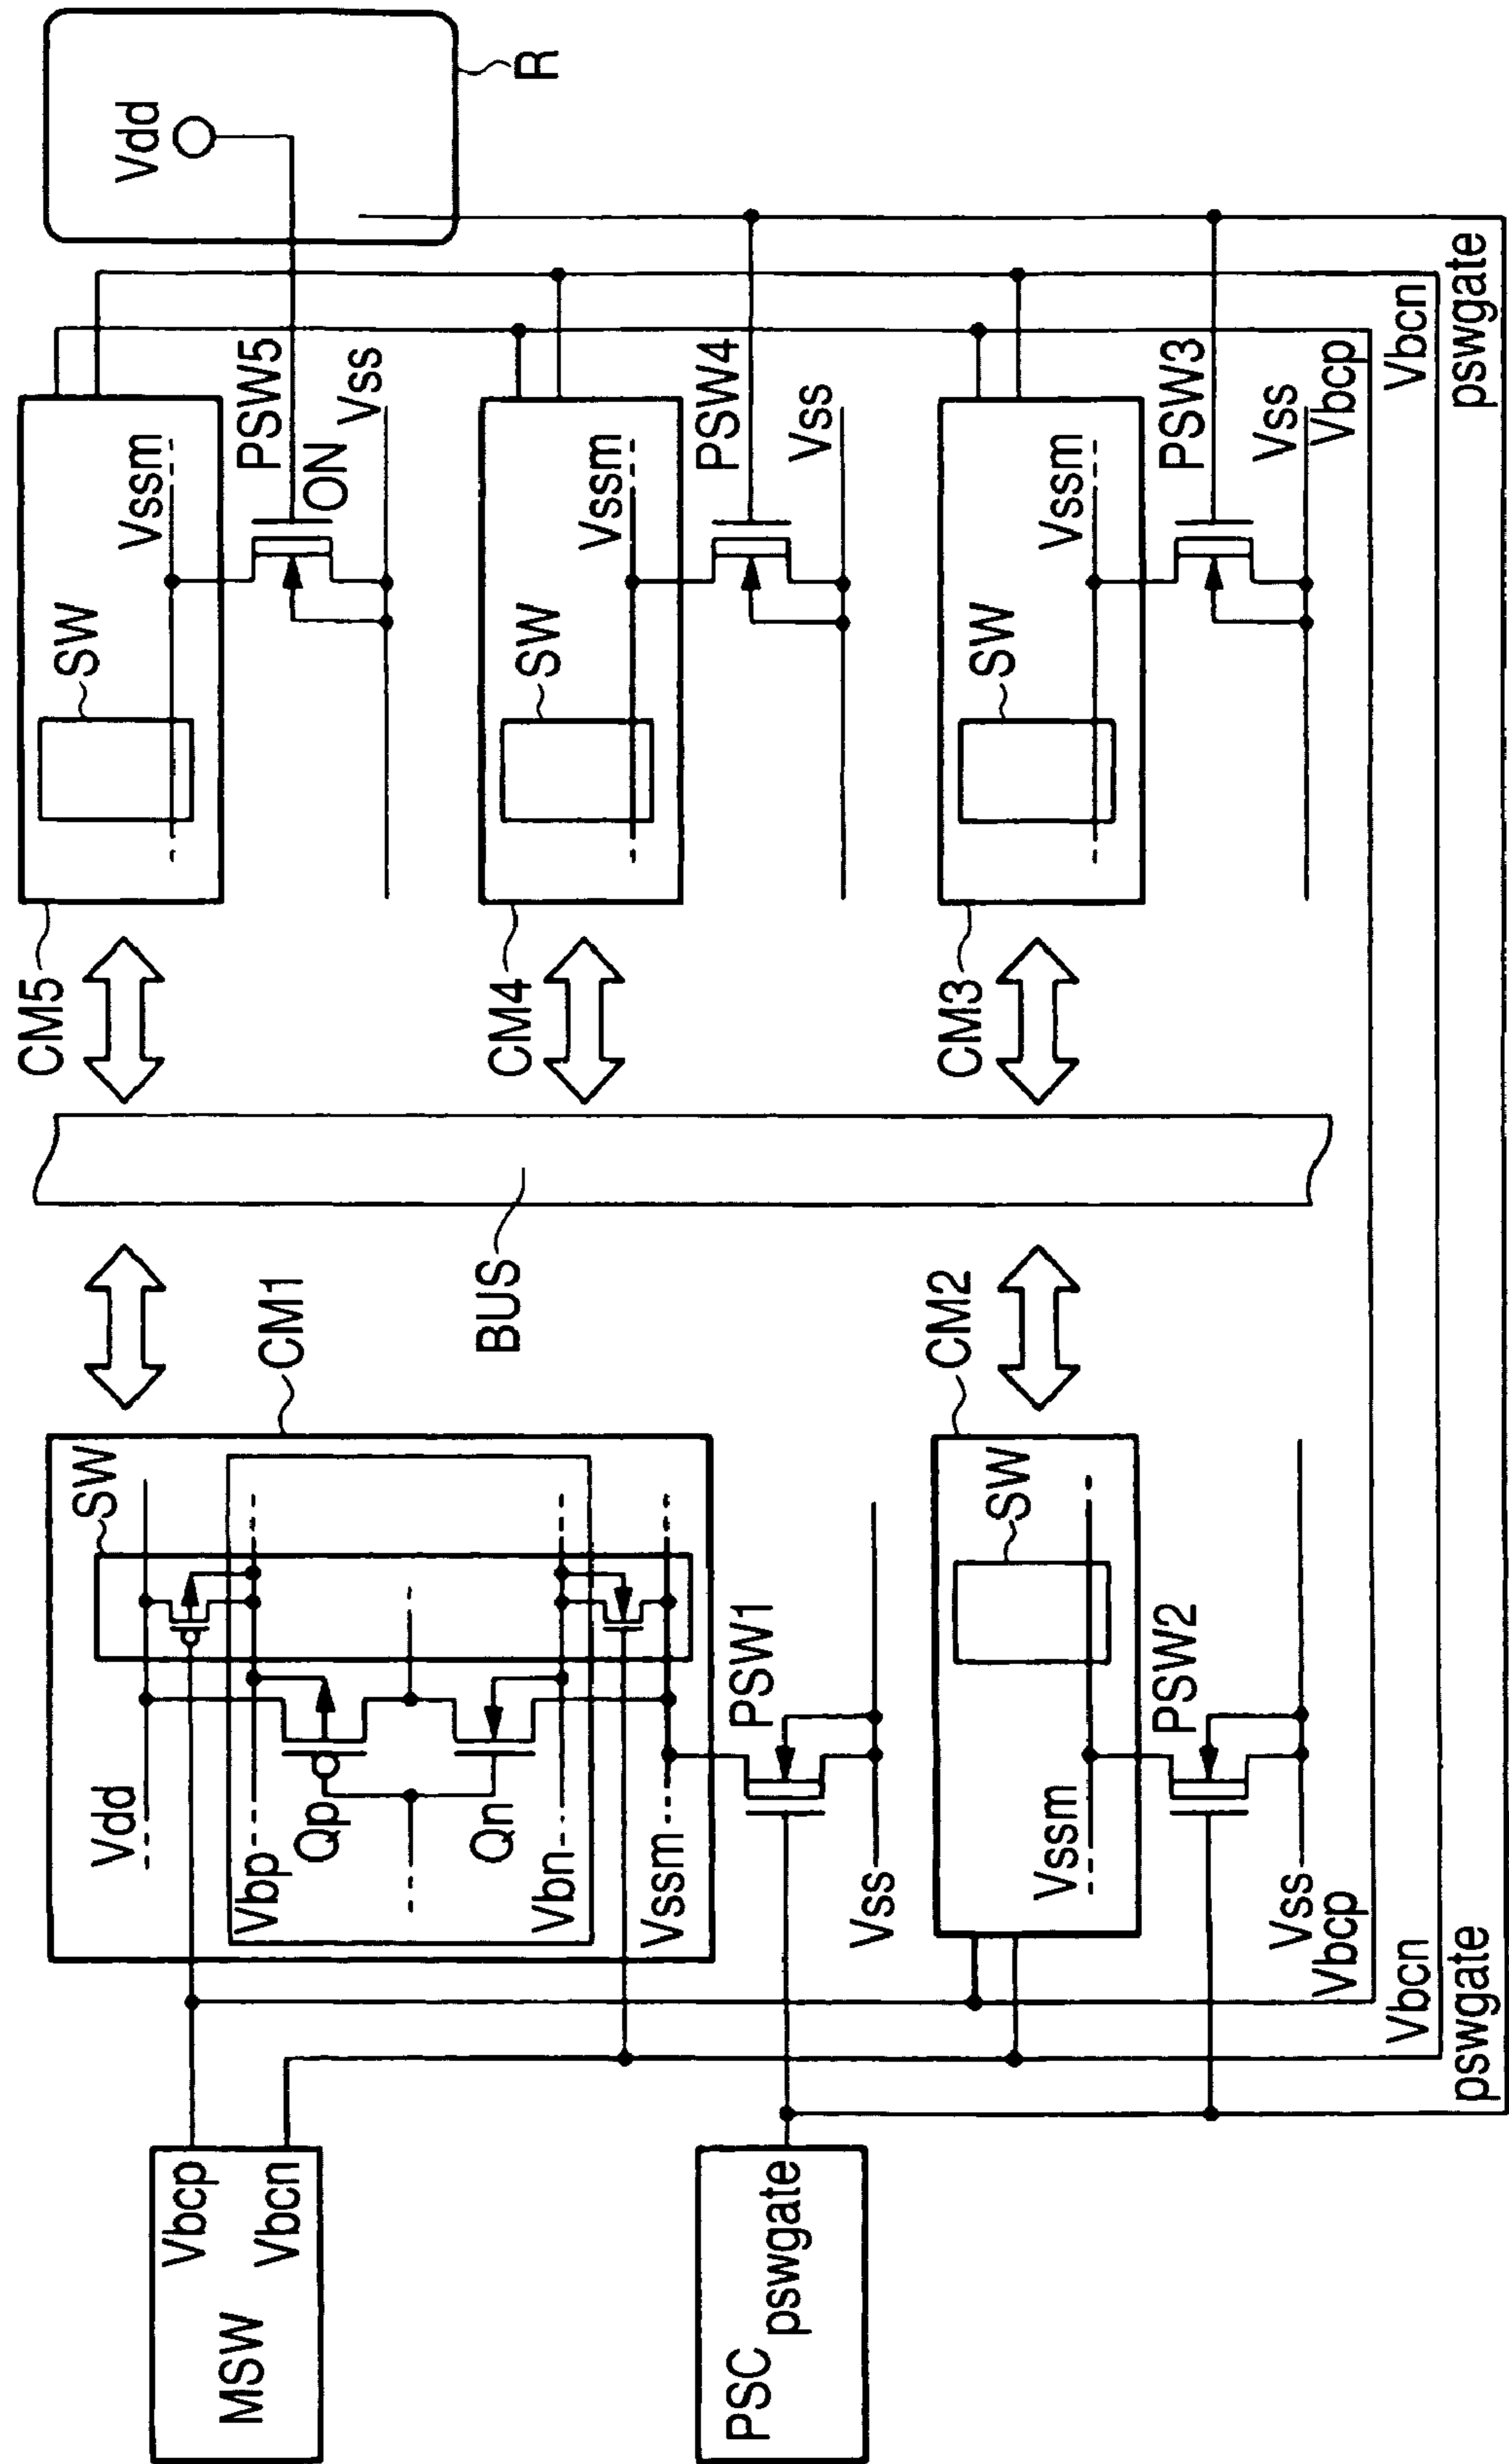 MSW
Vbcp
Vbcn
PSC
pswgate
Vdd
SW
CM1
Vbp
Qp
Qn
Vbn
Vssm
PSW1
Vss
BUS
CM2
SW
Vssm
PSW2
Vss
Vbcp
Vbcn
pswgate
CM5
SW
Vssm
PSW5
ON
Vss
Vdd
R
CM4
SW
Vssm
PSW4
Vss
CM3
SW
Vssm
PSW3
Vss
Vbcp
Vbcn
pswgate